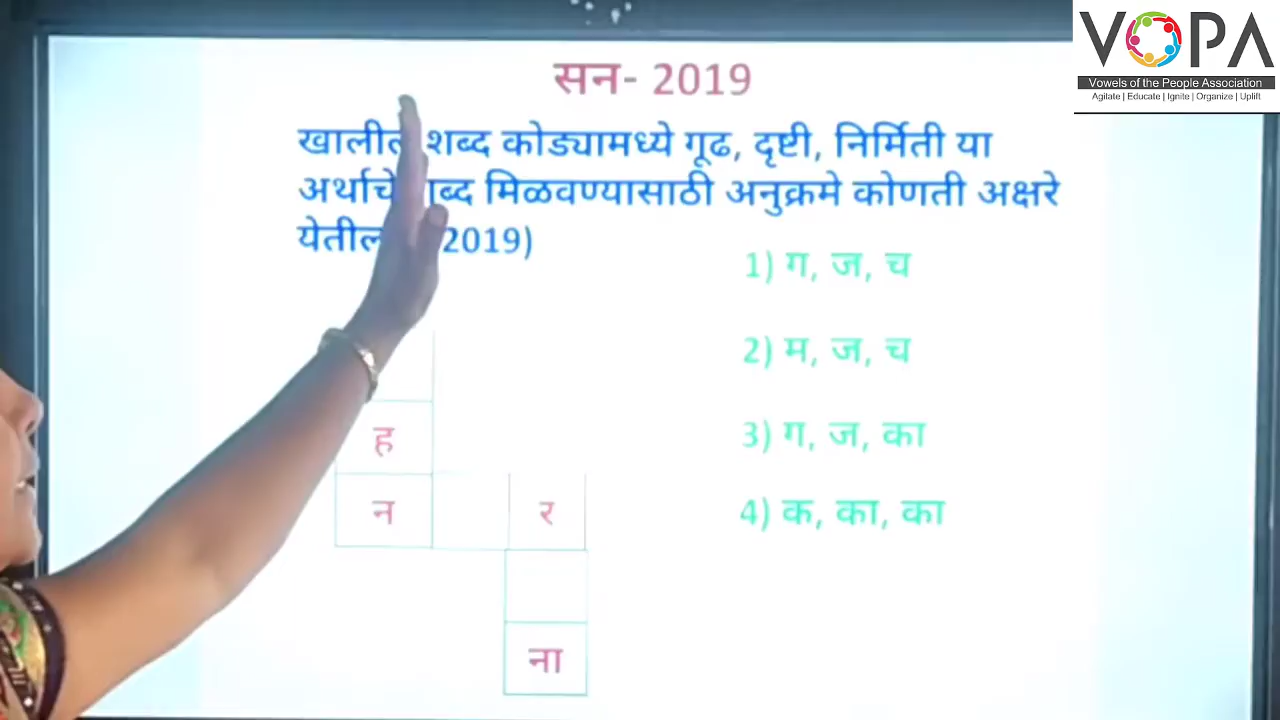 VOPA
Vowels of the People Association
Agitate | Educate | Ignite | Organize | Uplift
सन- 2019
शब्द कोड्यामध्ये गूढ, दृष्टी, निर्मिती या
अर्थाचे मिळवण्यासाठी अनुक्रमे कोणती अक्षरे
येतील 2019)
1) ग, ज, च
2) म, ज, च
3) ग, ज, का
4) क, का, का
ह
न र
ना